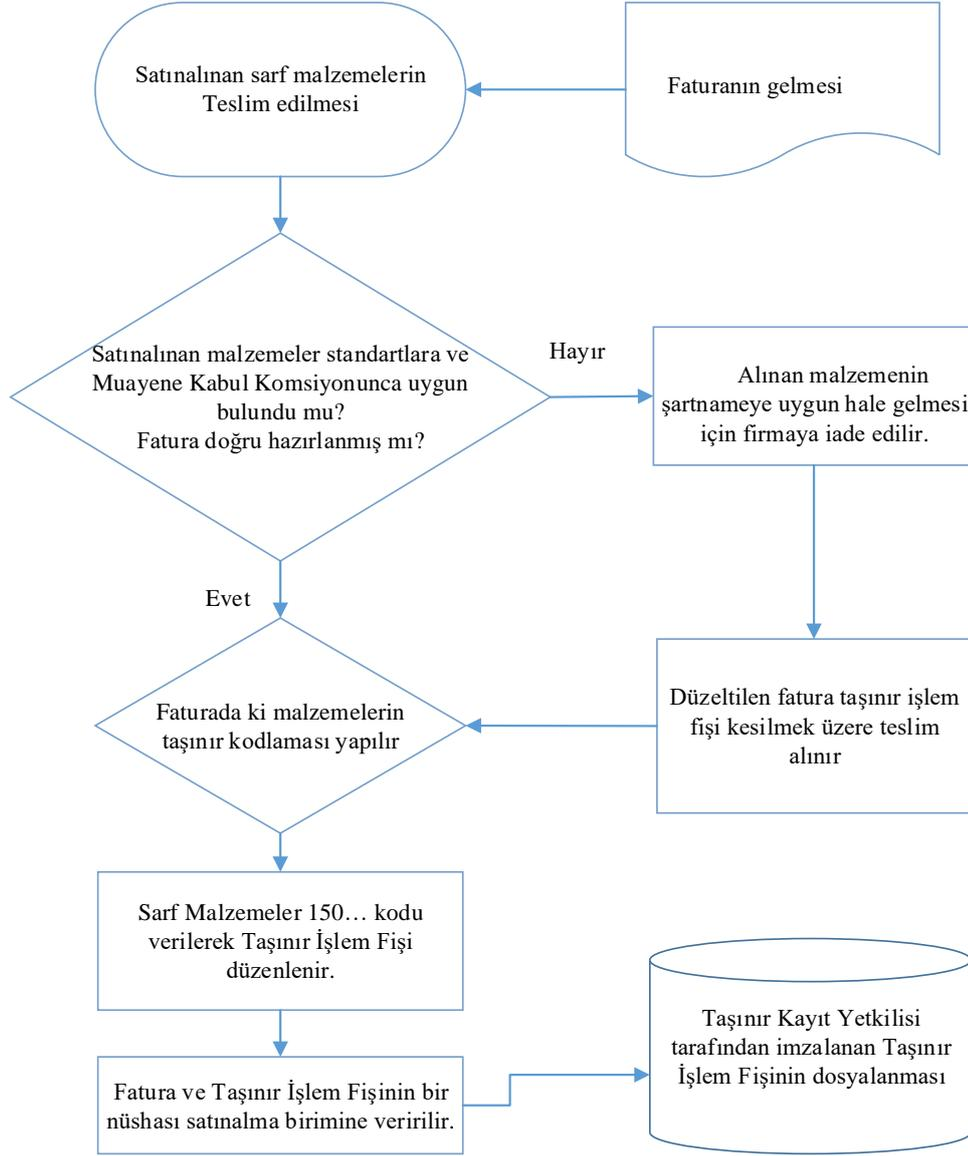 Satınalınan sarf malzemelerin
Teslim edilmesi
Faturanın gelmesi
Satınalınan malzemeler standartlara ve
Muayene Kabul Komsiyonunca uygun
bulundu mu?
Fatura doğru hazırlanmış mı?
Hayır
Alınan malzemenin
şartnameye uygun hale gelmesi
için firmaya iade edilir.
Evet
Faturada ki malzemelerin
taşınır kodlaması yapılır
Düzeltilen fatura taşınır işlem
fişi kesilmek üzere teslim
alınır
Sarf Malzemeler 150… kodu
verilerek Taşınır İşlem Fişi
düzenlenir.
Fatura ve Taşınır İşlem Fişinin bir
nüshası satınalma birimine veririlir.
Taşınır Kayıt Yetkilisi
tarafından imzalanan Taşınır
İşlem Fişinin dosyalanması